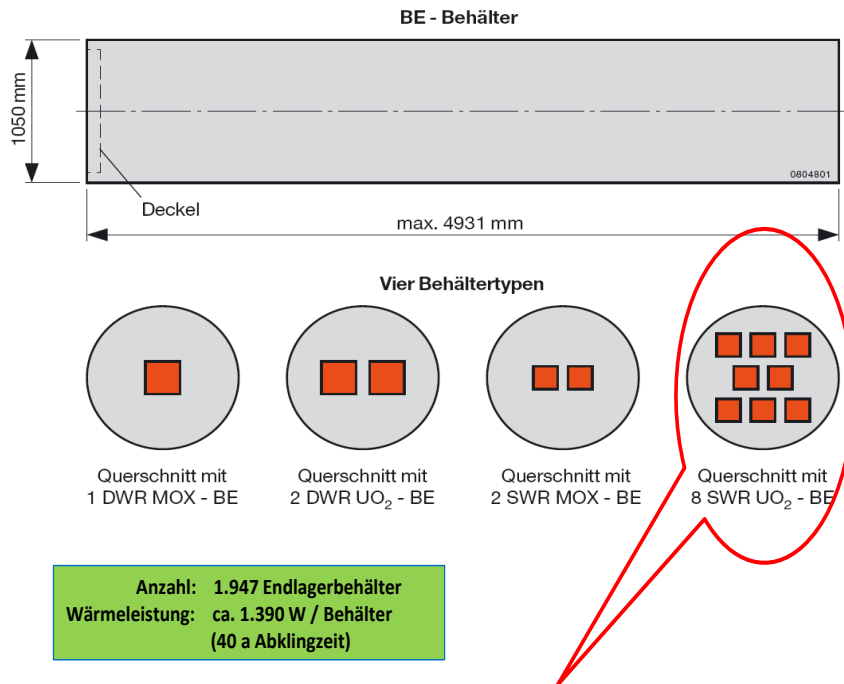 BE - Behälter
1050 mm
0804801
Deckel
max. 4931 mm
Vier Behältertypen
Querschnitt mit
1 DWR MOX - BE
Querschnitt mit
2 DWR UO₂ - BE
Querschnitt mit
2 SWR MOX - BE
Querschnitt mit
8 SWR UO₂ - BE
Anzahl: 1.947 Endlagerbehälter
Wärmeleistung: ca. 1.390 W / Behälter
(40 a Abklingzeit)